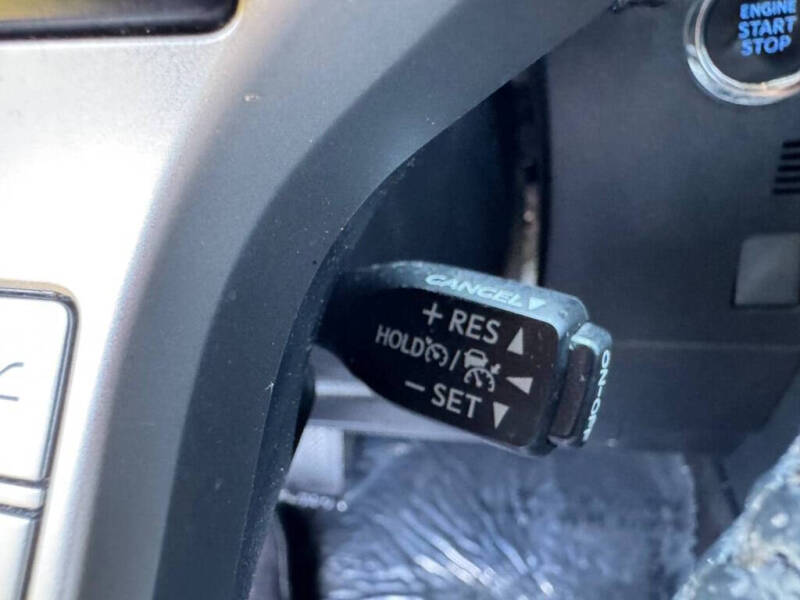 ENGINE
START
STOP
CANCEL▼
+ RES ▲
HOLD / ◀
− SET ▼
ON-OFF